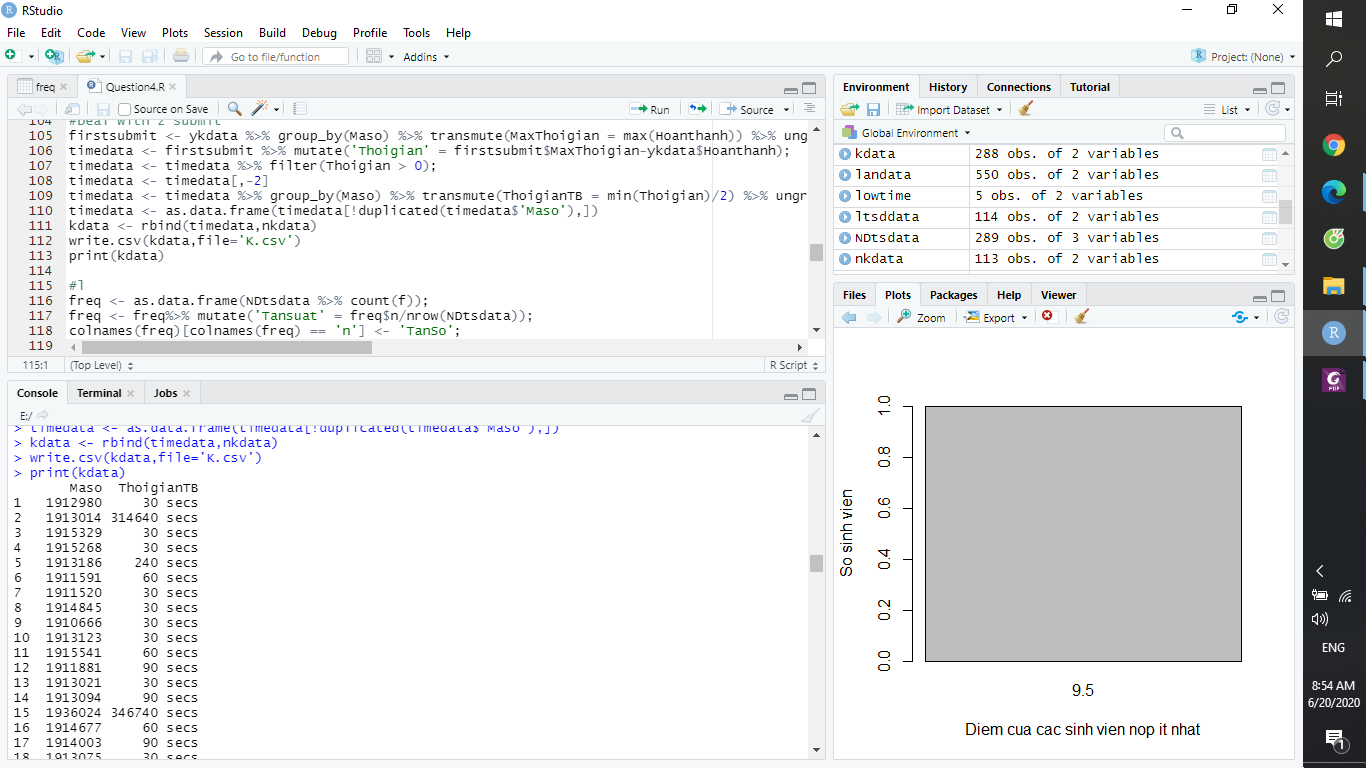 RStudio
File Edit Code View Plots Session Build Debug Profile Tools Help
Go to file/function Addins Project: (None)
freq Question4.R
Source on Save Run Source
104 #Deal with 2 submit
105 firstsubmit <- ykdata %>% group_by(Maso) %>% transmute(MaxThoigian = max(Hoanthanh)) %>% ung
106 timedata <- firstsubmit %>% mutate('Thoigian' = firstsubmit$MaxThoigian-ykdata$Hoanthanh);
107 timedata <- timedata %>% filter(Thoigian > 0);
108 timedata <- timedata[,-2]
109 timedata <- timedata %>% group_by(Maso) %>% transmute(ThoigianTB = min(Thoigian)/2) %>% ungr
110 timedata <- as.data.frame(timedata[!duplicated(timedata$'Maso'),])
111 kdata <- rbind(timedata,nkdata)
112 write.csv(kdata,file='K.csv')
113 print(kdata)
114
115 #l
116 freq <- as.data.frame(NDtsdata %>% count(f));
117 freq <- freq%>% mutate('Tansuat' = freq$n/nrow(NDtsdata));
118 colnames(freq)[colnames(freq) == 'n'] <- 'TanSo';
119
115:1 (Top Level) R Script
Console Terminal Jobs
E:/
> timedata <- as.data.frame(timedata[!duplicated(timedata$'Maso'),])
> kdata <- rbind(timedata,nkdata)
> write.csv(kdata,file='K.csv')
> print(kdata)
Maso ThoigianTB
1 1912980 30 secs
2 1913014 314640 secs
3 1915329 30 secs
4 1915268 30 secs
5 1913186 240 secs
6 1911591 60 secs
7 1911520 30 secs
8 1914845 30 secs
9 1910666 30 secs
10 1913123 30 secs
11 1915541 60 secs
12 1911881 90 secs
13 1913021 30 secs
14 1913094 90 secs
15 1936024 346740 secs
16 1914677 60 secs
17 1914003 90 secs
18 1913075 30 secs
Environment History Connections Tutorial
Import Dataset List
Global Environment
kdata 288 obs. of 2 variables
landata 550 obs. of 2 variables
lowtime 5 obs. of 2 variables
ltsddata 114 obs. of 2 variables
NDtsdata 289 obs. of 3 variables
nkdata 113 obs. of 2 variables
Files Plots Packages Help Viewer
Zoom Export
So sinh vien
1.0
0.8
0.6
0.4
0.2
0.0
9.5
Diem cua cac sinh vien nop it nhat
R
PDF
ENG
8:54 AM
6/20/2020
1